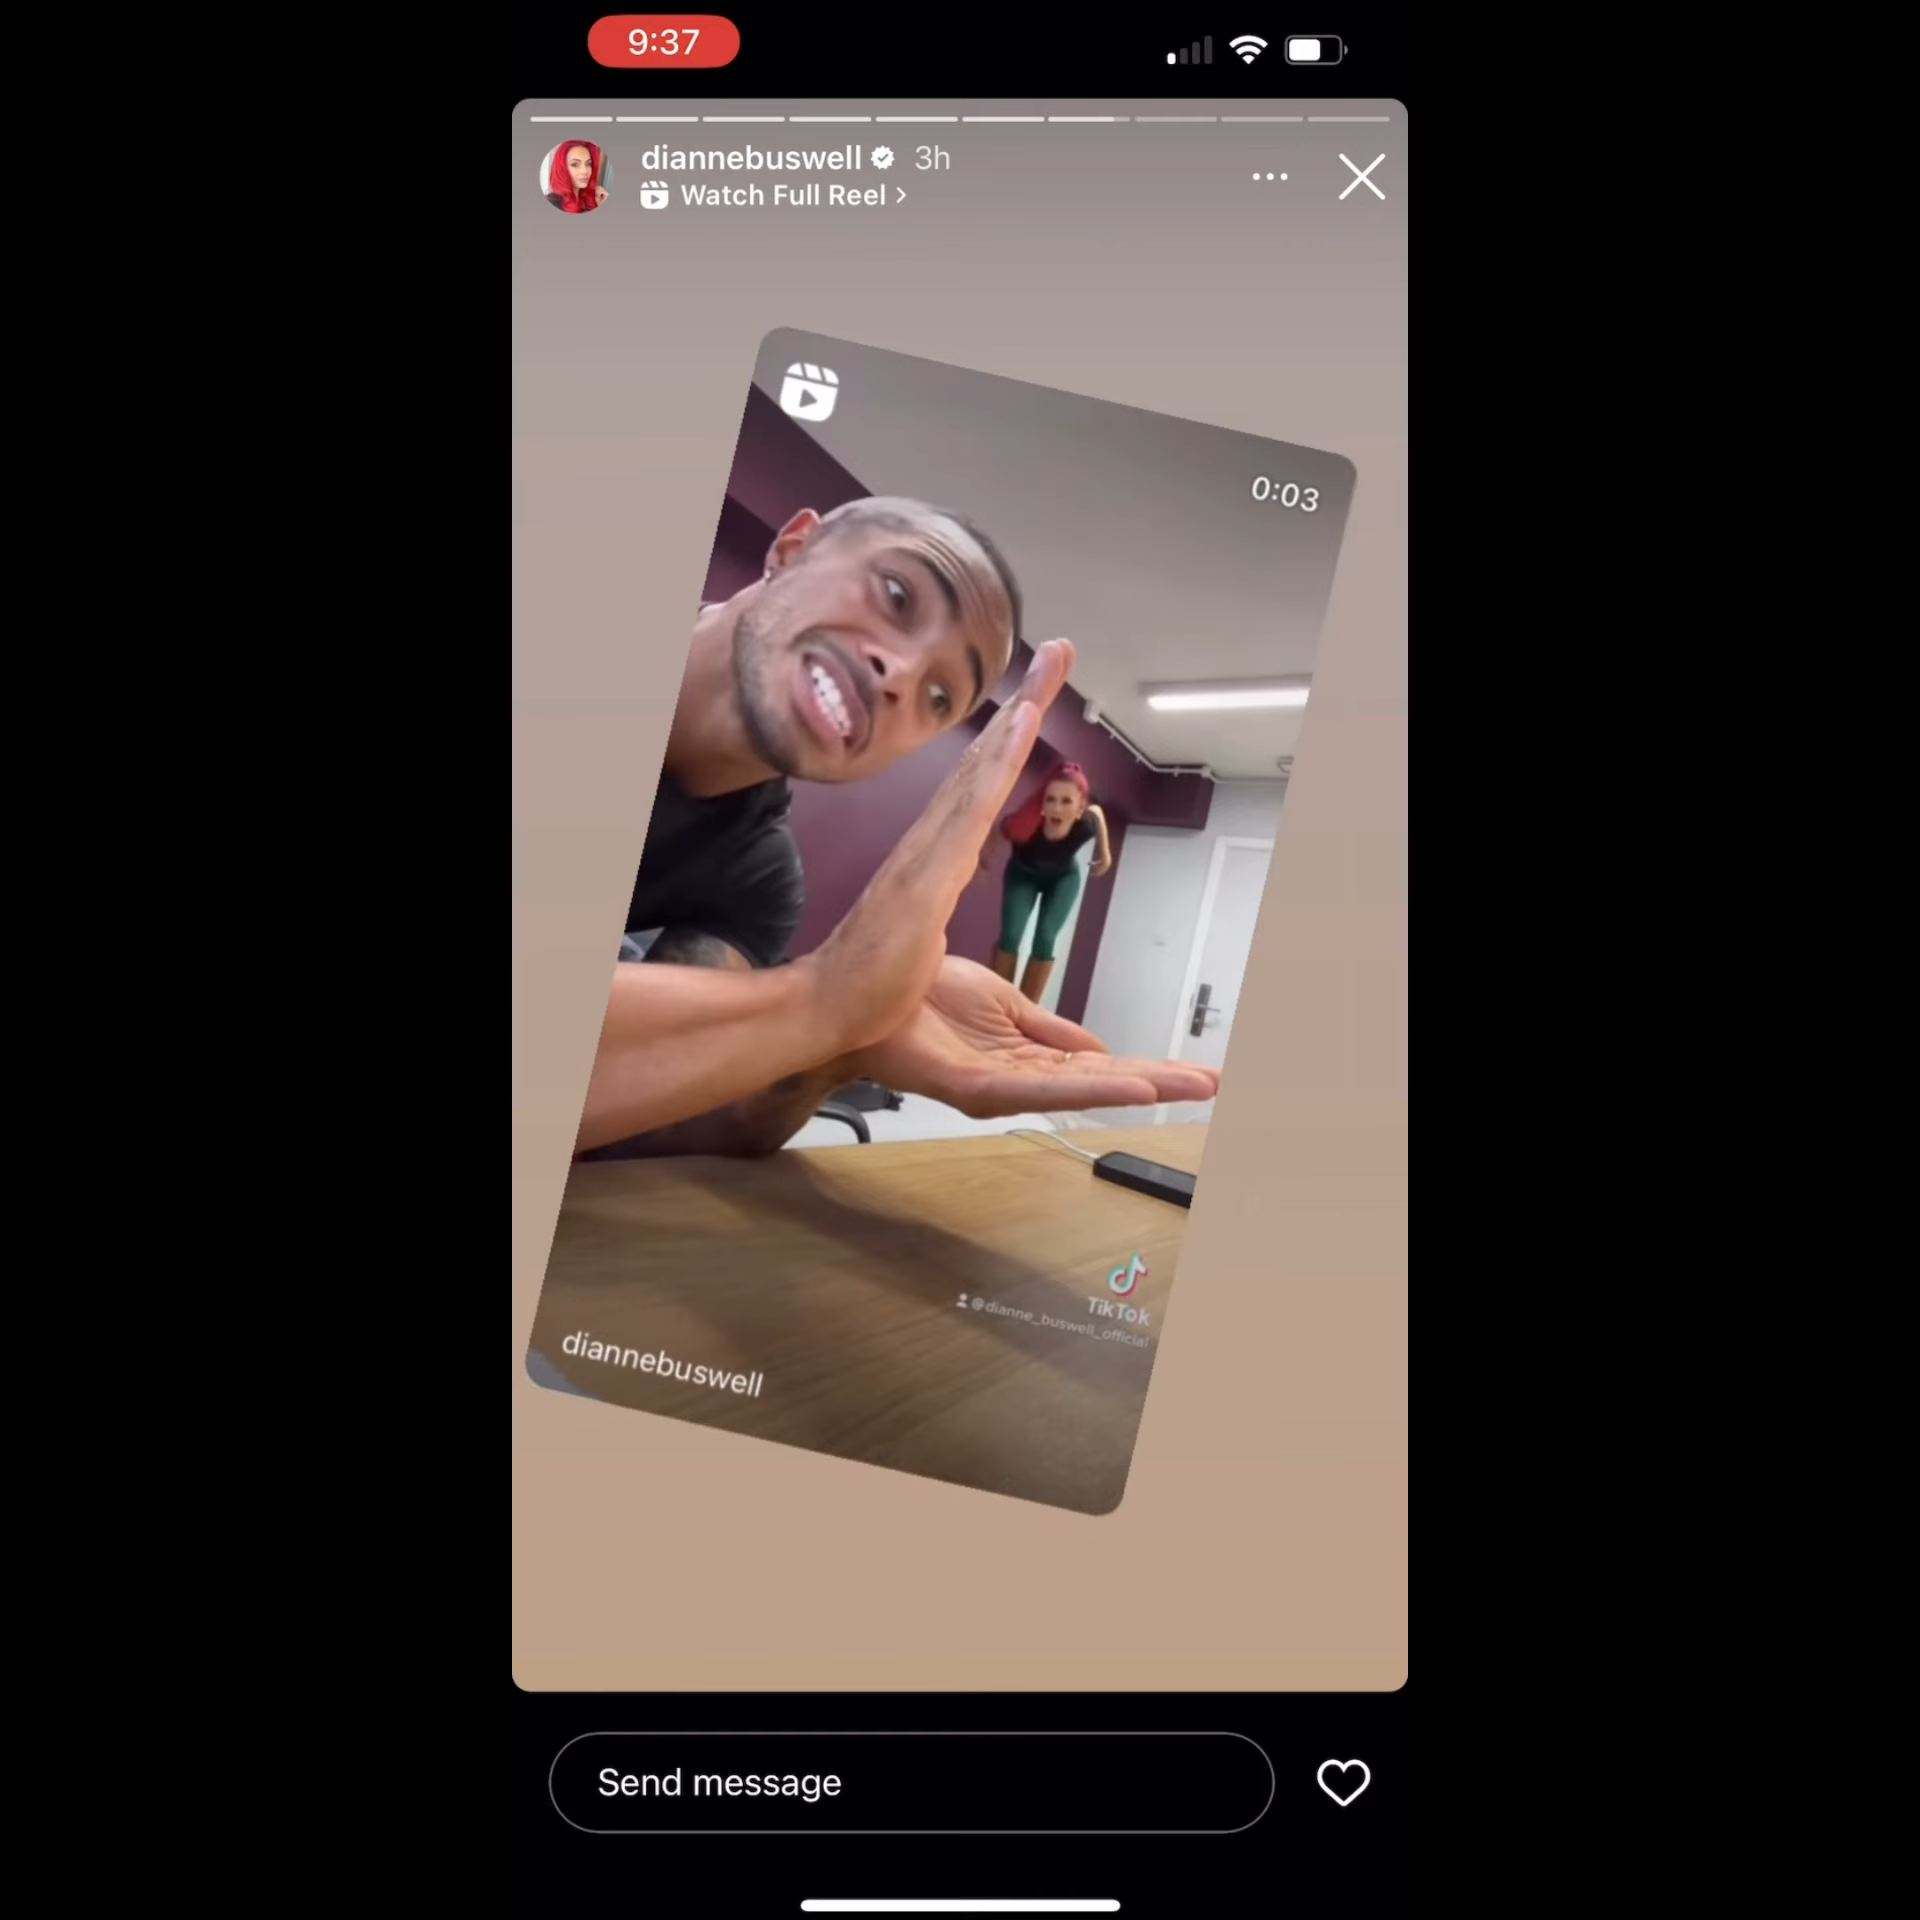 9:37
diannebuswell 3h
Watch Full Reel >
0:03
TikTok
@dianne_buswell_official
diannebuswell
Send message